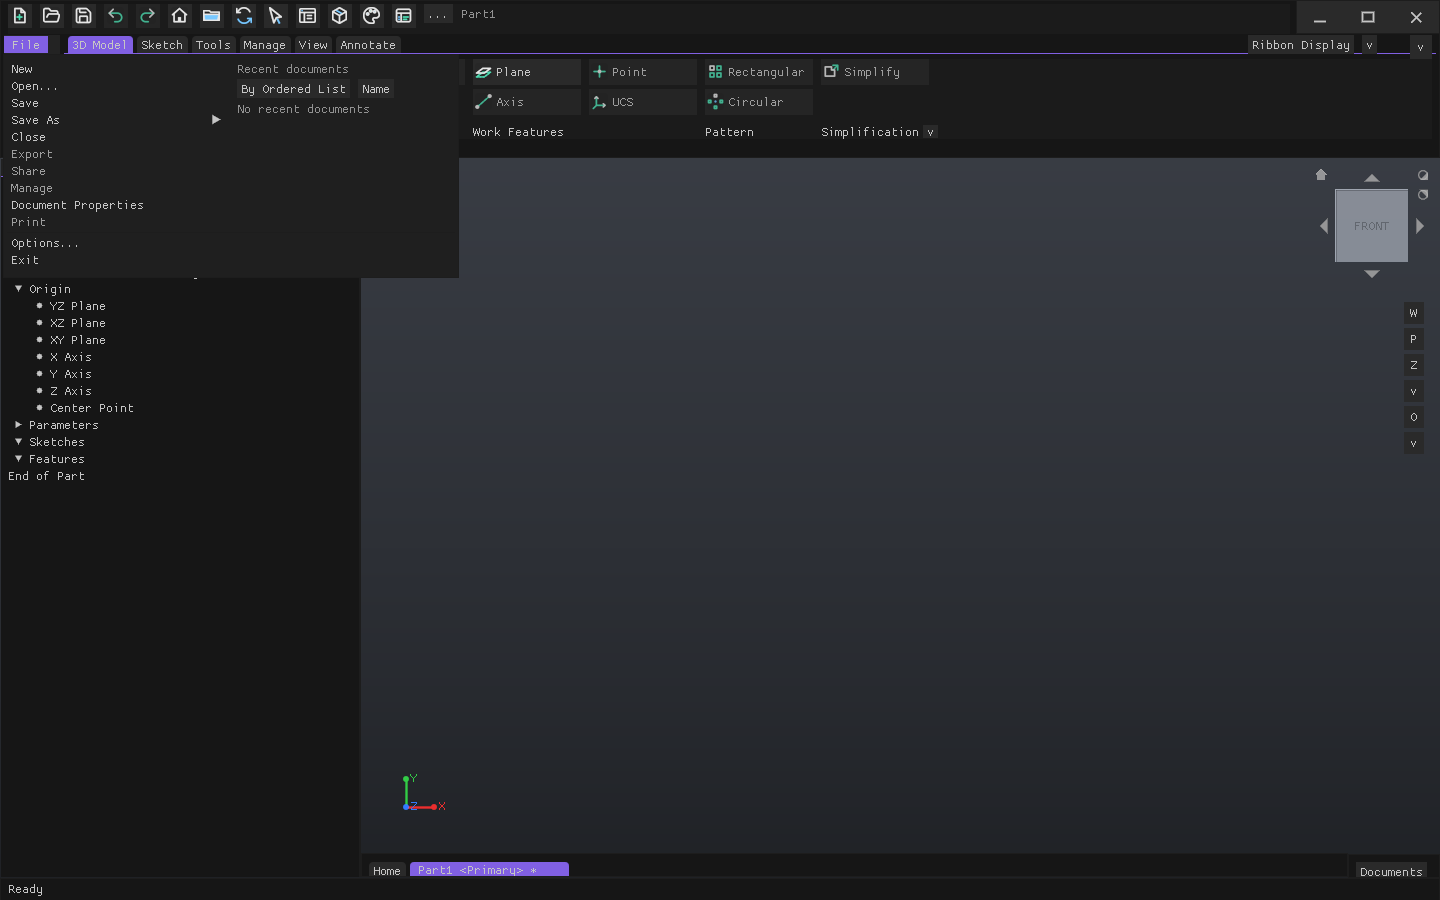 ... Part1
File 3D Model Sketch Tools Manage View Annotate Ribbon Display v v
New
Open...
Save
Save As
Close
Export
Share
Manage
Document Properties
Print
Options...
Exit
Recent documents
By Ordered List Name
No recent documents
Plane Point Rectangular Simplify
Axis UCS Circular
Work Features Pattern Simplification v
FRONT
W
P
Z
v
O
v
Origin
YZ Plane
XZ Plane
XY Plane
X Axis
Y Axis
Z Axis
Center Point
Parameters
Sketches
Features
End of Part
Y
Z X
Home Part1 <Primary> * Documents
Ready